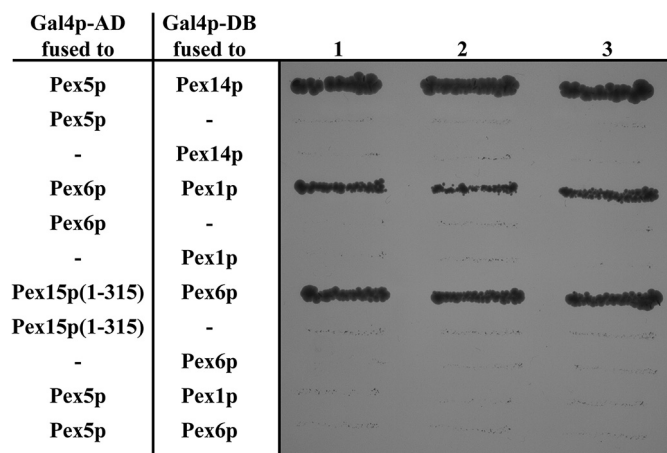 Gal4p-AD Gal4p-DB
fused to fused to 1 2 3
Pex5p Pex14p
Pex5p -
- Pex14p
Pex6p Pex1p
Pex6p -
- Pex1p
Pex15p(1-315) Pex6p
Pex15p(1-315) -
- Pex6p
Pex5p Pex1p
Pex5p Pex6p